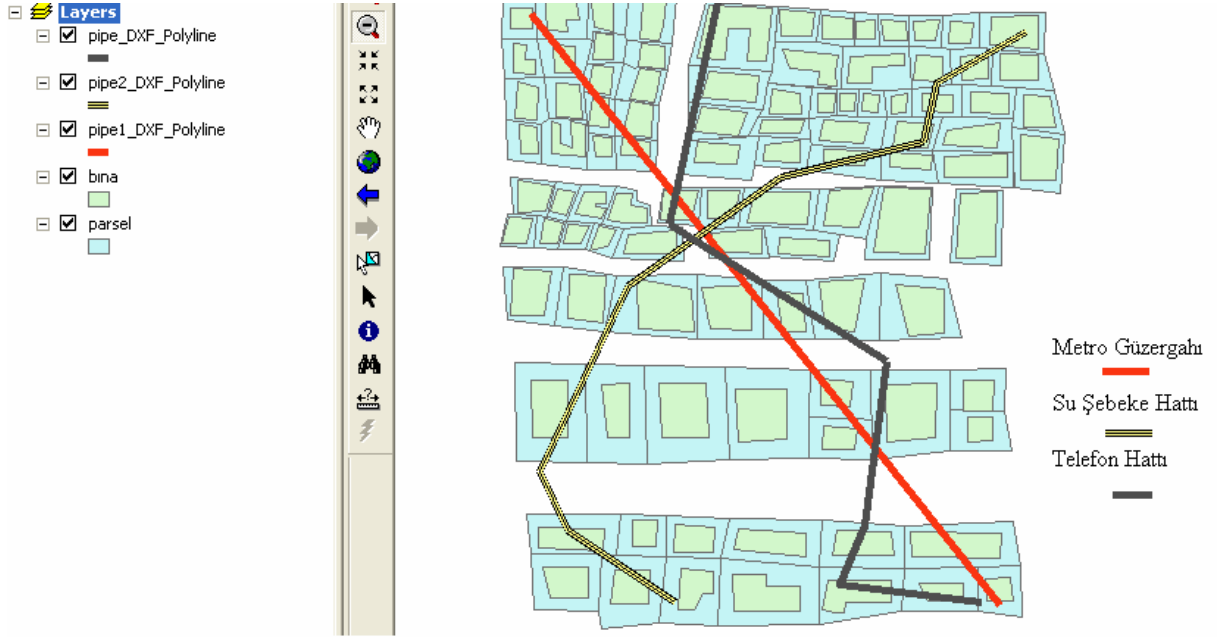 Layers
pipe_DXF_Polyline
pipe2_DXF_Polyline
pipe1_DXF_Polyline
bına
parsel
Metro Güzergahı
Su Şebeke Hattı
Telefon Hattı